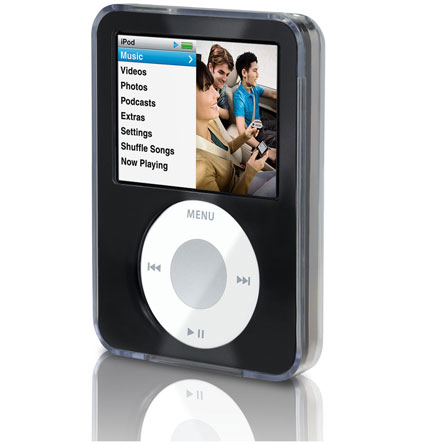 iPod
Music
Videos
Photos
Podcasts
Extras
Settings
Shuffle Songs
Now Playing
MENU